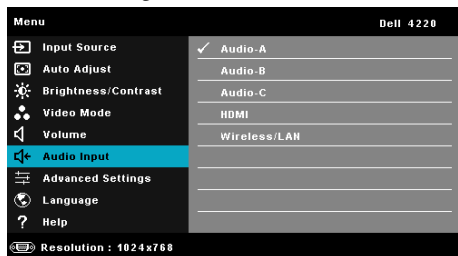 Menu Dell 4220
Input Source ✓ Audio-A
Auto Adjust Audio-B
Brightness/Contrast Audio-C
Video Mode HDMI
Volume Wireless/LAN
Audio Input
Advanced Settings
Language
? Help
Resolution : 1024x768